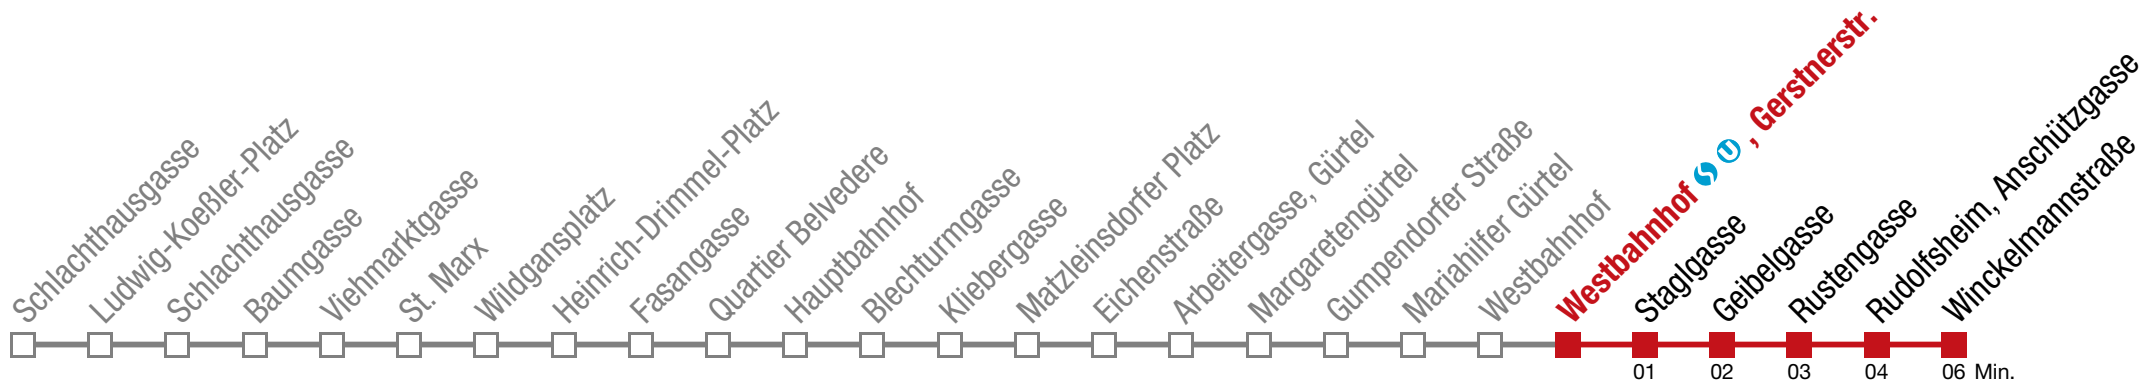 Schlachthausgasse
Ludwig-Koeßler-Platz
Schlachthausgasse
Baumgasse
Viehmarktgasse
St. Marx
Wildgansplatz
Heinrich-Drimmel-Platz
Fasangasse
Quartier Belvedere
Hauptbahnhof
Blechturmgasse
Kliebergasse
Matzleinsdorfer Platz
Eichenstraße
Arbeitergasse, Gürtel
Margaretengürtel
Gumpendorfer Straße
Mariahilfer Gürtel
Westbahnhof
Westbahnhof S U, Gerstnerstr.
Staglgasse
Geibelgasse
Rustengasse
Rudolfsheim, Anschützgasse
Winckelmannstraße
01 02 03 04 06 Min.